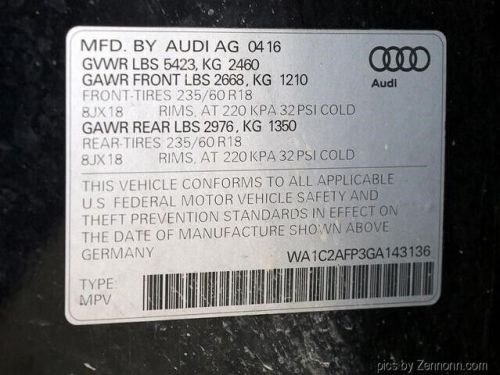 MFD. BY AUDI AG 04 16
GVWR LBS 5423, KG 2460
GAWR FRONT LBS 2668, KG 1210
FRONT-TIRES 235/60 R18
8JX18 RIMS, AT 220 KPA 32 PSI COLD
GAWR REAR LBS 2976, KG 1350
REAR-TIRES 235/60 R18
8JX18 RIMS, AT 220 KPA 32 PSI COLD
Audi
THIS VEHICLE CONFORMS TO ALL APPLICABLE
U.S. FEDERAL MOTOR VEHICLE SAFETY AND
THEFT PREVENTION STANDARDS IN EFFECT ON
THE DATE OF MANUFACTURE SHOWN ABOVE
GERMANY
WA1C2AFP3GA143136
TYPE:
MPV
pics by Zennonn.com